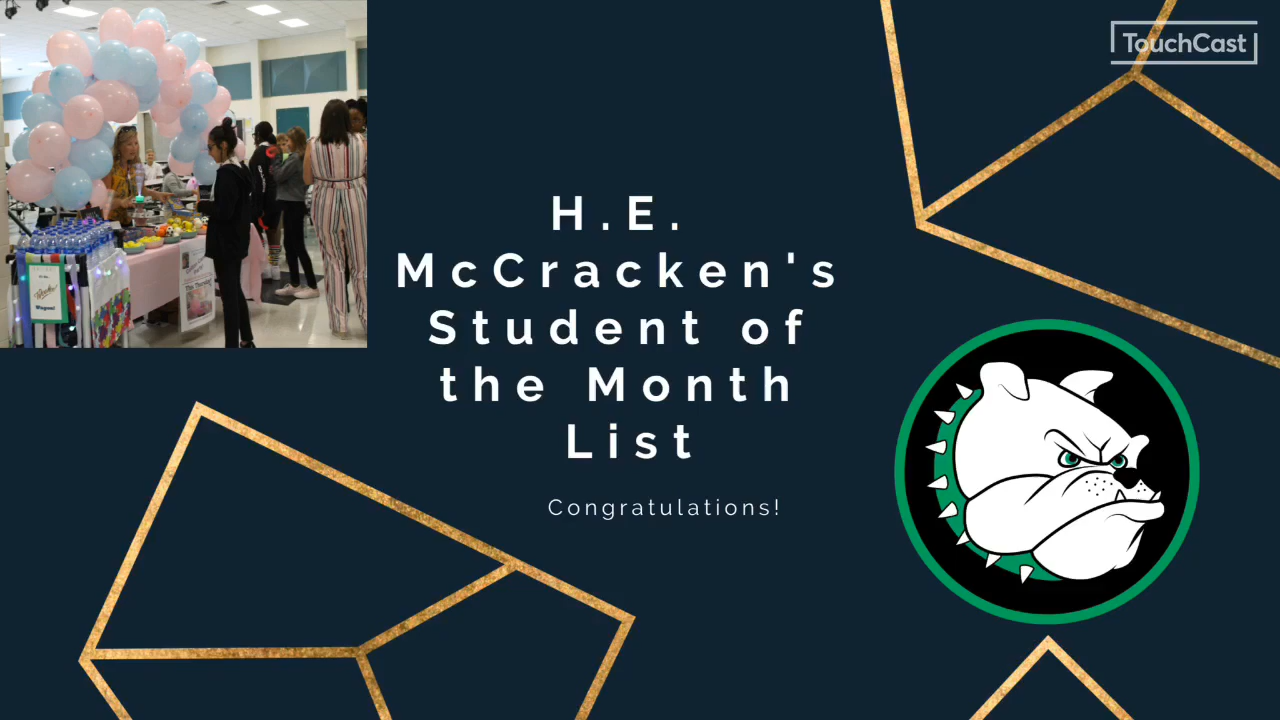 TouchCast
H.E.
McCracken's
Student of
the Month
List
Congratulations!